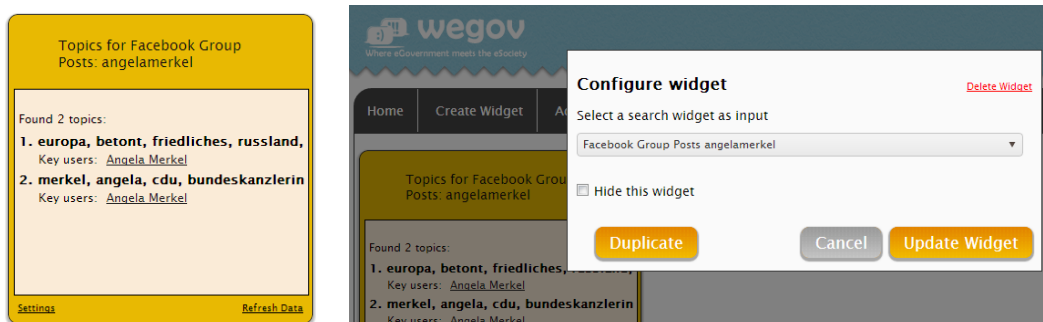 Topics for Facebook Group
Posts: angelamerkel
Found 2 topics:
1. europa, betont, friedliches, russland,
Key users: Angela Merkel
2. merkel, angela, cdu, bundeskanzlerin
Key users: Angela Merkel
Settings Refresh Data
wegov
Where eGovernment meets the eSociety
Home Create Widget
Topics for Facebook Grou
Posts: angelamerkel
Found 2 topics:
1. europa, betont, friedliches,
Key users: Angela Merkel
2. merkel, angela, cdu, bundeskanzlerin
Key users: Angela Merkel
Configure widget Delete Widget
Select a search widget as input
Facebook Group Posts angelamerkel
Hide this widget
Duplicate Cancel Update Widget